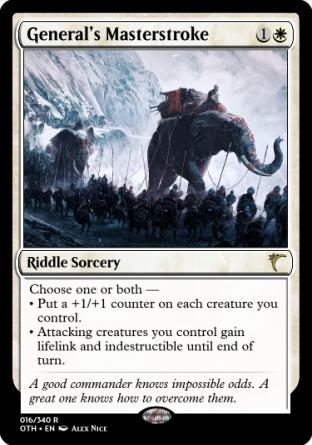 General's Masterstroke 1
Riddle Sorcery
Choose one or both —
• Put a +1/+1 counter on each creature you
control.
• Attacking creatures you control gain
lifelink and indestructible until end of
turn.
A good commander knows impossible odds. A
great one knows how to overcome them.
016/340 R
OTH • EN ALEX NICE